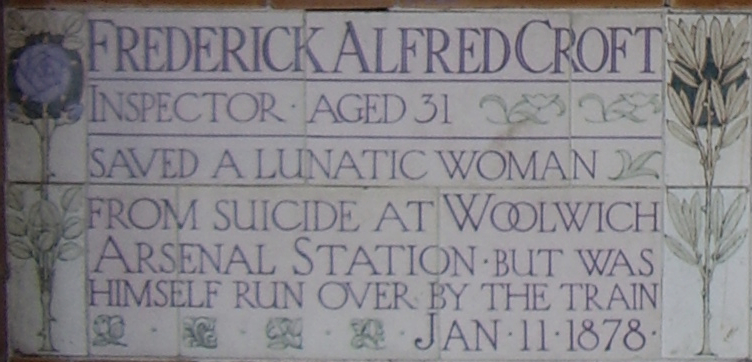 FREDERICK ALFRED CROFT
INSPECTOR · AGED 31
SAVED A LUNATIC WOMAN
FROM SUICIDE AT WOOLWICH
ARSENAL STATION · BUT WAS
HIMSELF RUN OVER BY THE TRAIN
· JAN · 11 · 1878 ·